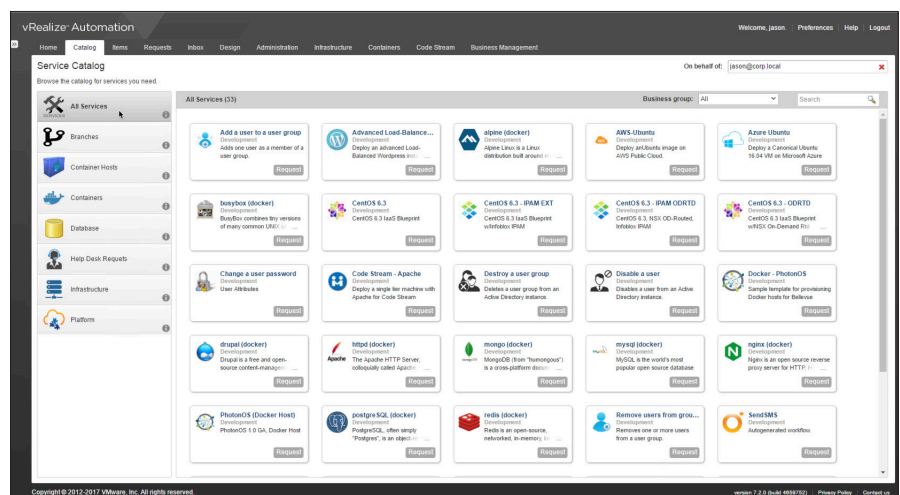 vRealize™ Automation
Welcome, jason. Preferences Help Logout
Home Catalog Items Requests Inbox Design Administration Infrastructure Containers Code Stream Business Management
Service Catalog
On behalf of: jason@corp.local
Browse the catalog for services you need.
All Services
Branches
Container Hosts
Containers
Database
Help Desk Requets
Infrastructure
Platform
All Services (33)
Business group: All
Search
Add a user to a user group
Development
Adds one user as a member of a
user group.
Request
Advanced Load-Balance...
Development
Deploy an advanced Load-
Balanced Wordpress ...
Request
alpine (docker)
Development
Alpine Linux is a Linux
distribution built around ...
Request
AWS-Ubuntu
Development
Deploy anUbuntu image on
AWS Public Cloud.
Request
Azure Ubuntu
Development
Deploy a Canonical Ubuntu
16.04 VM on Microsoft Azure
Request
busybox (docker)
Development
BusyBox combines tiny versions
of many common UNIX ...
Request
CentOS 6.3
Development
CentOS 6.3 IaaS Blueprint
Request
CentOS 6.3 - IPAM EXT
Development
CentOS 6.3 IaaS Blueprint
w/Infoblox IPAM
Request
CentOS 6.3 - IPAM ODRTD
Development
CentOS 6.3, NSX OD-Routed,
Infoblox IPAM
Request
CentOS 6.3 - ODRTD
Development
CentOS 6.3 IaaS Blueprint
w/NSX On-Demand Rtd ...
Request
Change a user password
Development
User Attributes
Request
Code Stream - Apache
Development
Deploy a single tier machine with
Apache for Code Stream
Request
Destroy a user group
Development
Deletes a user group from an
Active Directory instance.
Request
Disable a user
Development
Disables a user from an Active
Directory instance.
Request
Docker - PhotonOS
Development
Sample template for provisioning
Docker hosts for Bellevue
Request
drupal (docker)
Development
Drupal is a free and open-
source content-managem ...
Request
Apache
httpd (docker)
Development
The Apache HTTP Server,
colloquially called Apache ...
Request
mongo (docker)
Development
MongoDB (from "humongous")
is a cross-platform docum ...
Request
mysql (docker)
Development
MySQL is the world's most
popular open source database
Request
nginx (docker)
Development
Nginx is an open source reverse
proxy server for HTTP, ...
Request
PhotonOS (Docker Host)
Development
PhotonOS 1.0 GA, Docker Host
Request
postgreSQL (docker)
Development
PostgreSQL, often simply
"Postgres", is an object-re ...
Request
redis (docker)
Development
Redis is an open-source,
networked, in-memory, ...
Request
Remove users from grou...
Development
Removes one or more users
from a user group.
Request
SendSMS
Development
Autogenerated workflow.
Request
Copyright © 2012-2017 VMware, Inc. All rights reserved.
version 7.2.0 (build 4659752) Privacy Policy Contact us